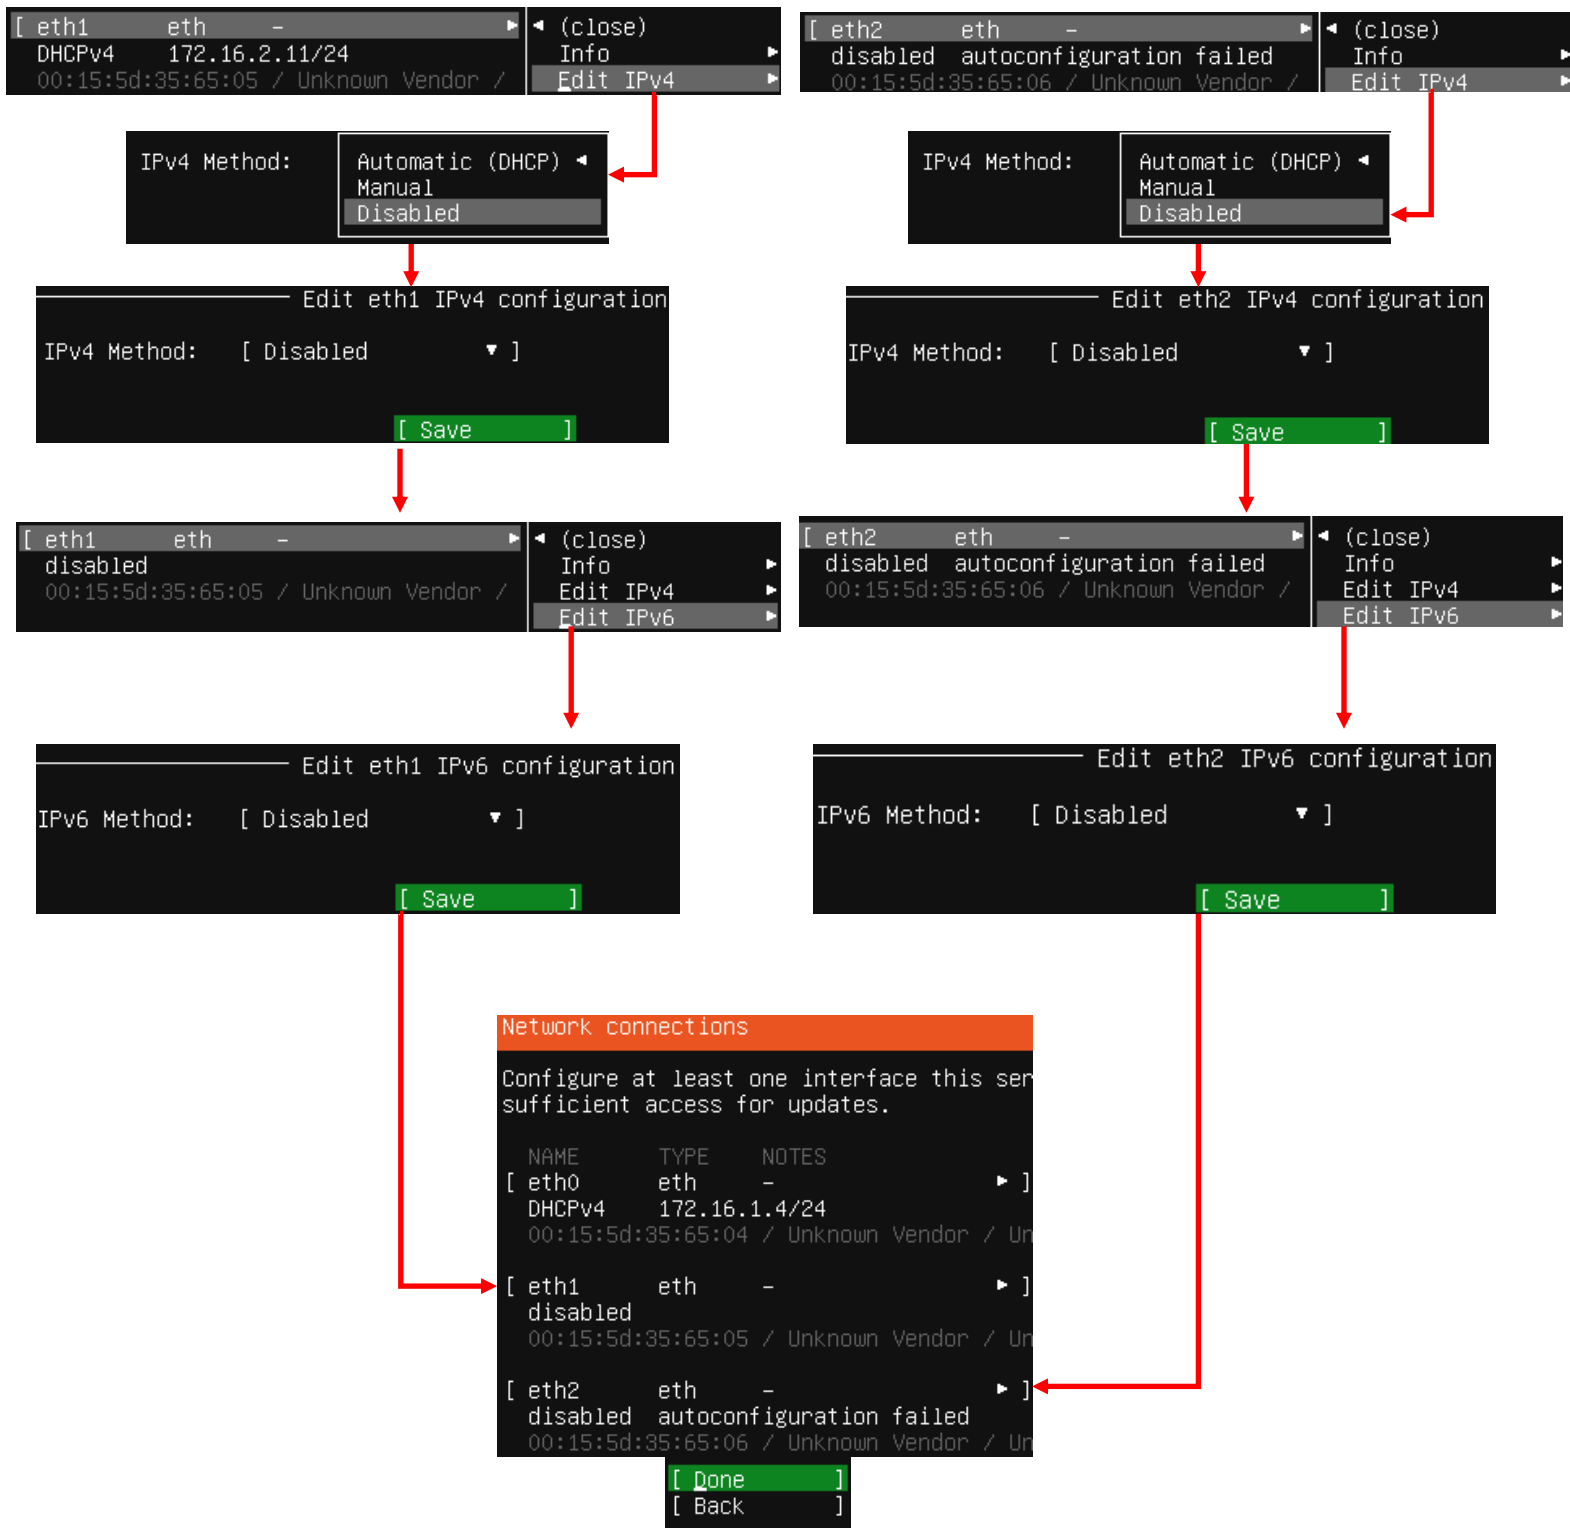 [ eth1 eth - ▸
DHCPv4 172.16.2.11/24
00:15:5d:35:65:05 / Unknown Vendor /
◂ (close)
Info ▸
Edit IPv4 ▸
IPv4 Method:
Automatic (DHCP) ◂
Manual
Disabled
Edit eth1 IPv4 configuration
IPv4 Method: [ Disabled ▾ ]
[ Save ]
[ eth1 eth - ▸
disabled
00:15:5d:35:65:05 / Unknown Vendor /
◂ (close)
Info ▸
Edit IPv4 ▸
Edit IPv6 ▸
Edit eth1 IPv6 configuration
IPv6 Method: [ Disabled ▾ ]
[ Save ]
[ eth2 eth - ▸
disabled autoconfiguration failed
00:15:5d:35:65:06 / Unknown Vendor /
◂ (close)
Info ▸
Edit IPv4 ▸
IPv4 Method:
Automatic (DHCP) ◂
Manual
Disabled
Edit eth2 IPv4 configuration
IPv4 Method: [ Disabled ▾ ]
[ Save ]
[ eth2 eth - ▸
disabled autoconfiguration failed
00:15:5d:35:65:06 / Unknown Vendor /
◂ (close)
Info ▸
Edit IPv4 ▸
Edit IPv6 ▸
Edit eth2 IPv6 configuration
IPv6 Method: [ Disabled ▾ ]
[ Save ]
Network connections
Configure at least one interface this ser
sufficient access for updates.
NAME TYPE NOTES
[ eth0 eth - ▸ ]
DHCPv4 172.16.1.4/24
00:15:5d:35:65:04 / Unknown Vendor / Un
[ eth1 eth - ▸ ]
disabled
00:15:5d:35:65:05 / Unknown Vendor / Un
[ eth2 eth - ▸ ]
disabled autoconfiguration failed
00:15:5d:35:65:06 / Unknown Vendor / Un
[ Done ]
[ Back ]